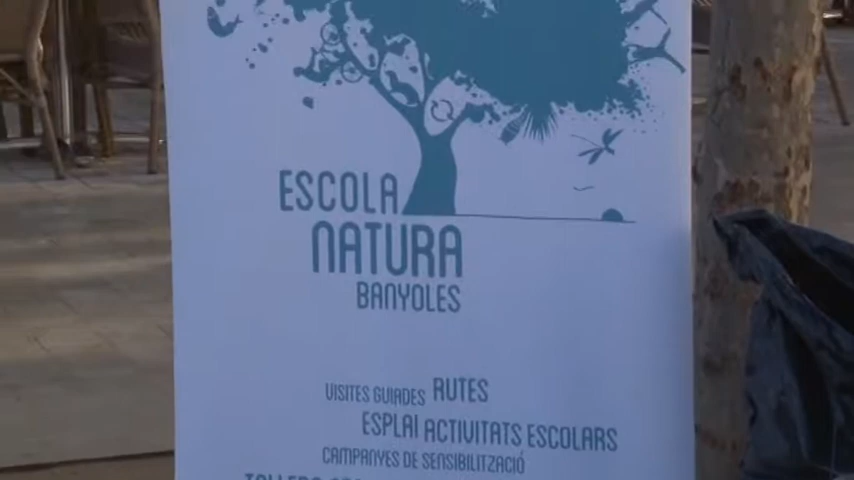 ESCOLA
NATURA
BANYOLES
VISITES GUIADES RUTES
ESPLAI ACTIVITATS ESCOLARS
CAMPANYES DE SENSIBILITZACIÓ